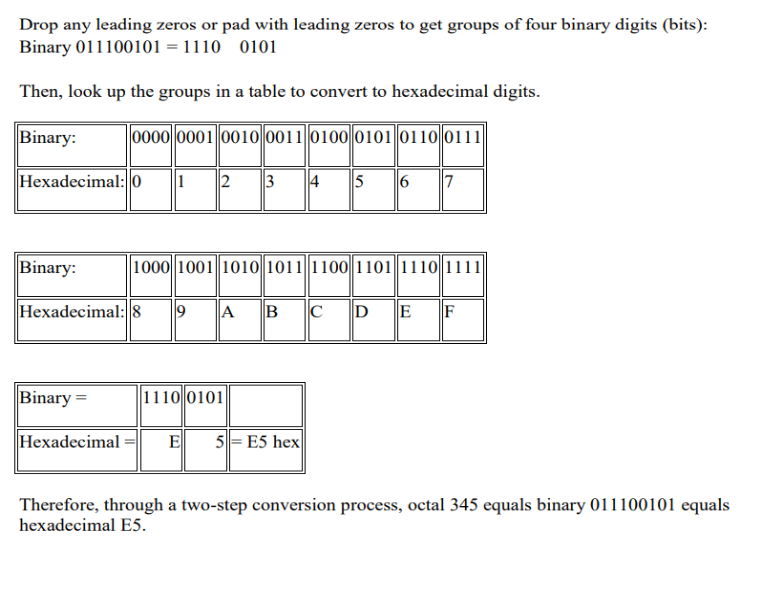 Drop any leading zeros or pad with leading zeros to get groups of four binary digits (bits):
Binary 011100101 = 1110 0101
Then, look up the groups in a table to convert to hexadecimal digits.
Binary: 0000 0001 0010 0011 0100 0101 0110 0111
Hexadecimal: 0 1 2 3 4 5 6 7
Binary: 1000 1001 1010 1011 1100 1101 1110 1111
Hexadecimal: 8 9 A B C D E F
Binary = 1110 0101
Hexadecimal = E 5 = E5 hex
Therefore, through a two-step conversion process, octal 345 equals binary 011100101 equals
hexadecimal E5.